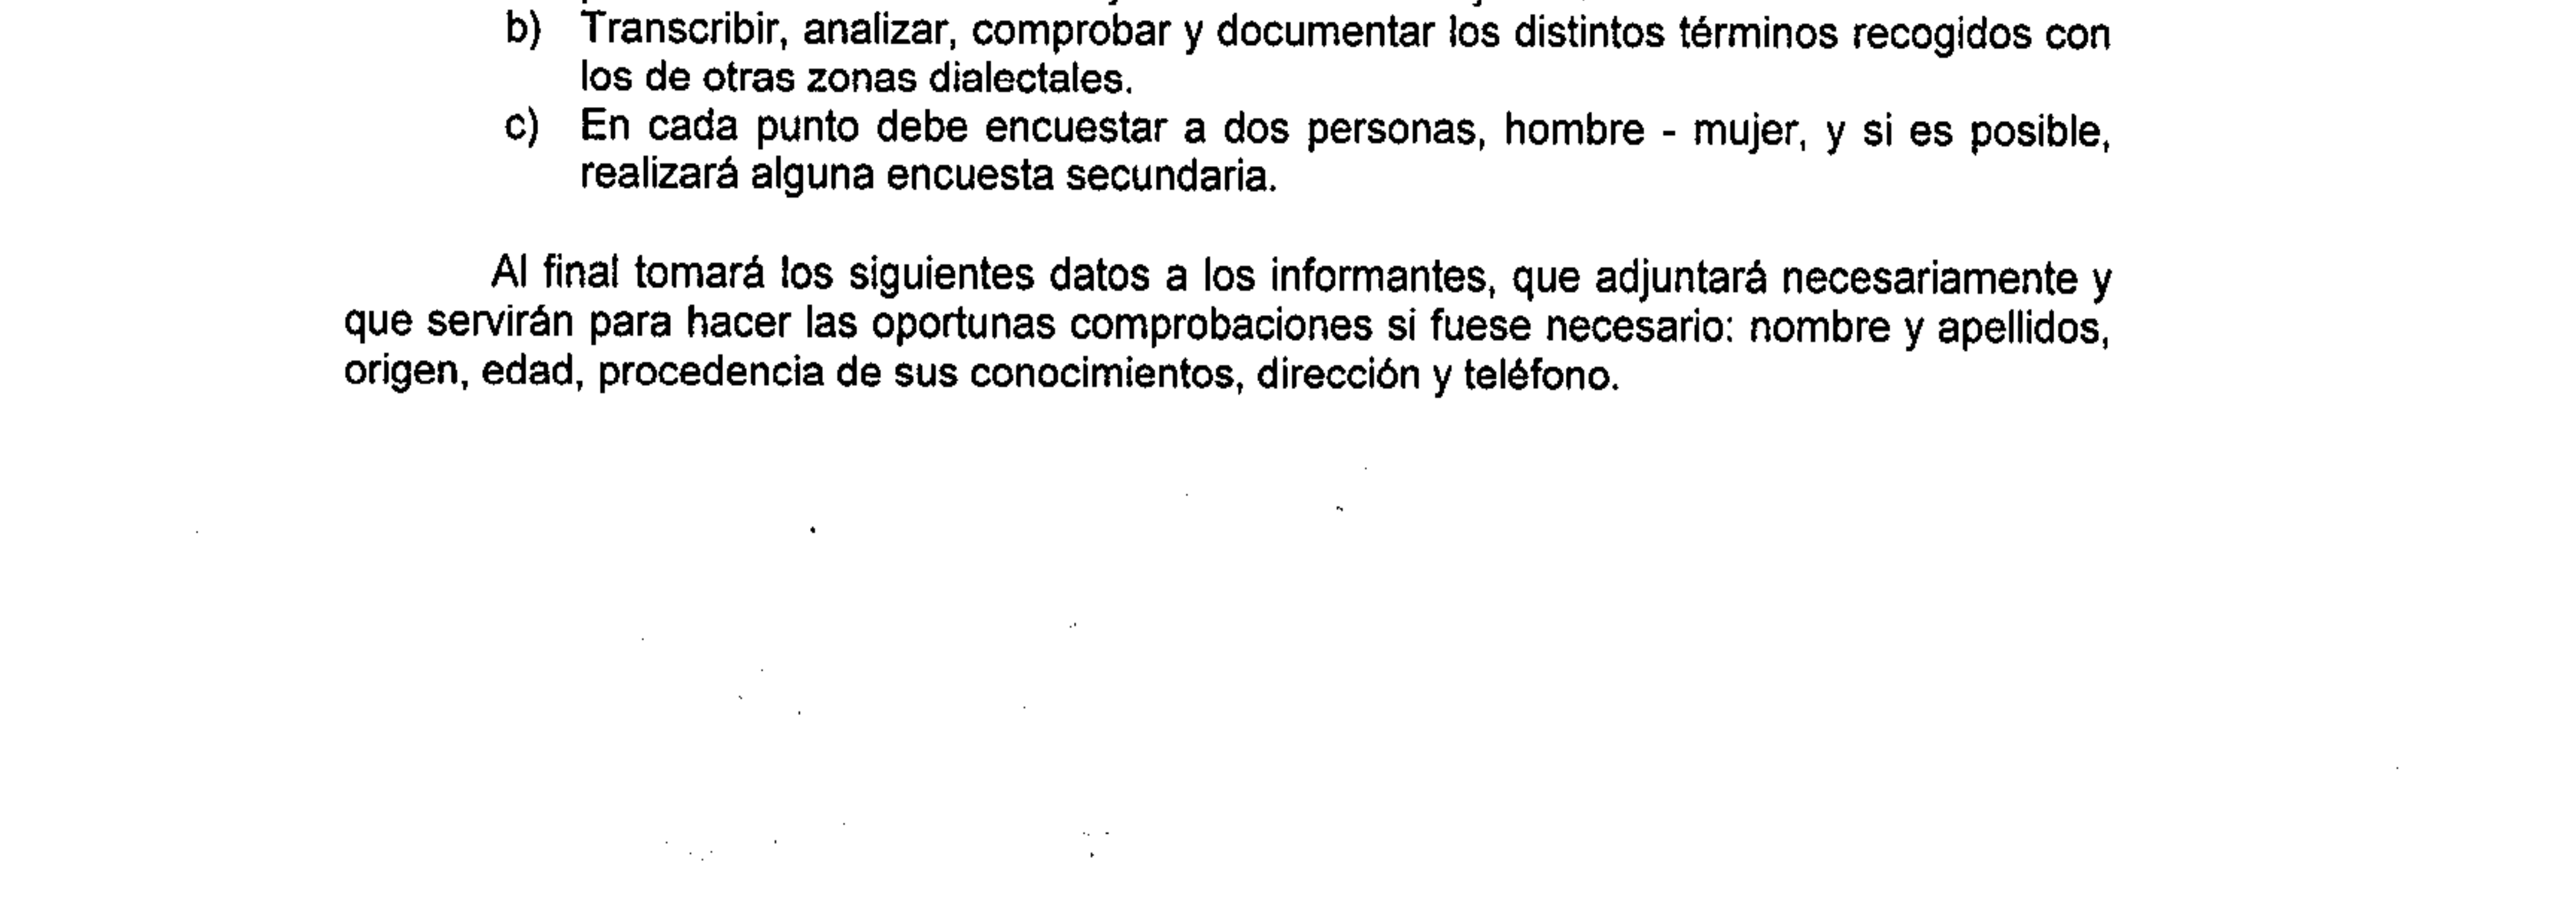 b) Transcribir, analizar, comprobar y documentar los distintos términos recogidos con
los de otras zonas dialectales.
c) En cada punto debe encuestar a dos personas, hombre - mujer, y si es posible,
realizará alguna encuesta secundaria.
Al final tomará los siguientes datos a los informantes, que adjuntará necesariamente y
que servirán para hacer las oportunas comprobaciones si fuese necesario: nombre y apellidos,
origen, edad, procedencia de sus conocimientos, dirección y teléfono.